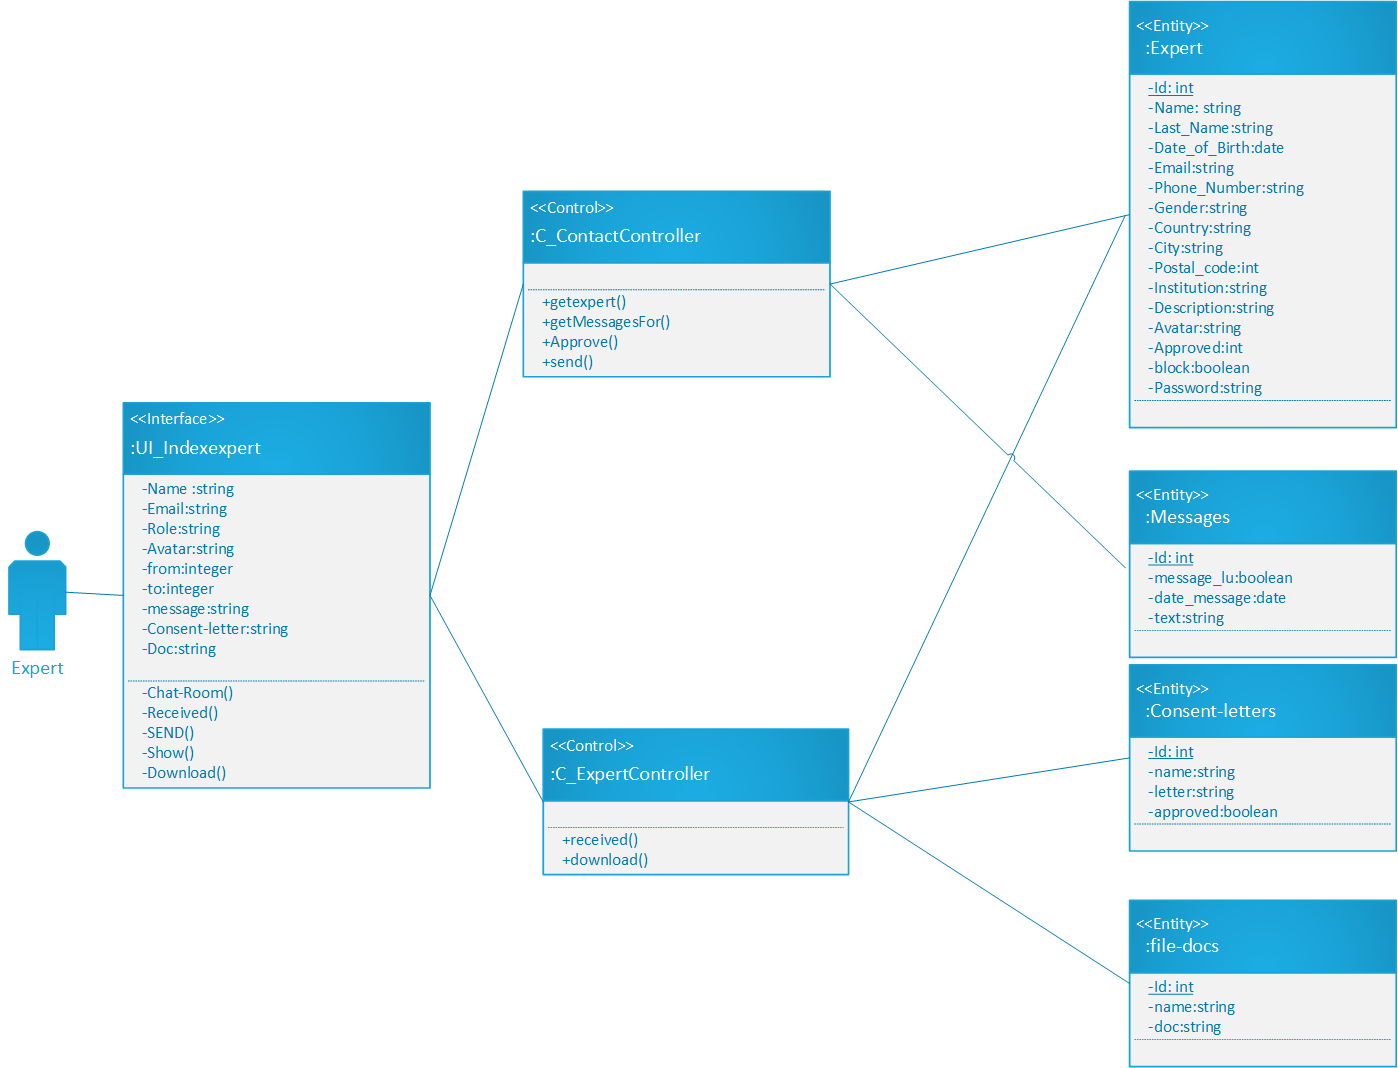 Expert
<<Interface>>
:UI_Indexexpert
-Name :string
-Email:string
-Role:string
-Avatar:string
-from:integer
-to:integer
-message:string
-Consent-letter:string
-Doc:string
-Chat-Room()
-Received()
-SEND()
-Show()
-Download()
<<Control>>
:C_ContactController
+getexpert()
+getMessagesFor()
+Approve()
+send()
<<Control>>
:C_ExpertController
+received()
+download()
<<Entity>>
:Expert
-Id: int
-Name: string
-Last_Name:string
-Date_of_Birth:date
-Email:string
-Phone_Number:string
-Gender:string
-Country:string
-City:string
-Postal_code:int
-Institution:string
-Description:string
-Avatar:string
-Approved:int
-block:boolean
-Password:string
<<Entity>>
:Messages
-Id: int
-message_lu:boolean
-date_message:date
-text:string
<<Entity>>
:Consent-letters
-Id: int
-name:string
-letter:string
-approved:boolean
<<Entity>>
:file-docs
-Id: int
-name:string
-doc:string